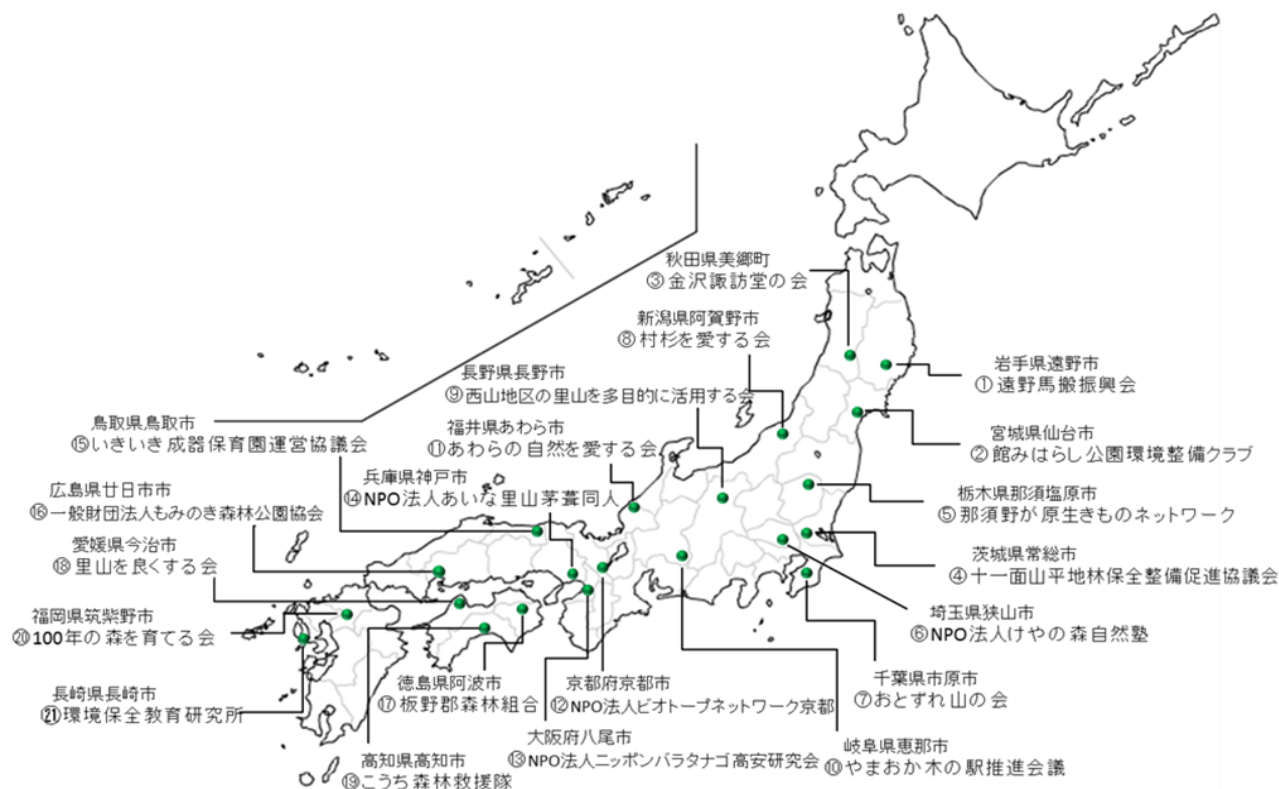 秋田県美郷町
③金沢諏訪堂の会
新潟県阿賀野市
⑧村杉を愛する会
長野県長野市
⑨西山地区の里山を多目的に活用する会
岩手県遠野市
①遠野馬搬振興会
鳥取県鳥取市
⑮いきいき成器保育園運営協議会
福井県あわら市
⑪あわらの自然を愛する会
宮城県仙台市
②館みはらし公園環境整備クラブ
兵庫県神戸市
⑭NPO法人あいな里山茅葺同人
広島県廿日市市
⑯一般財団法人もみのき森林公園協会
栃木県那須塩原市
⑤那須野が原生きものネットワーク
愛媛県今治市
⑱里山を良くする会
茨城県常総市
④十一面山平地林保全整備促進協議会
福岡県筑紫野市
⑳100年の森を育てる会
埼玉県狭山市
⑥NPO法人けやの森自然塾
長崎県長崎市
㉑環境保全教育研究所
徳島県阿波市
⑰板野郡森林組合
京都府京都市
⑫NPO法人ビオトープネットワーク京都
千葉県市原市
⑦おとずれ山の会
大阪府八尾市
⑬NPO法人ニッポンバラタナゴ高安研究会
岐阜県恵那市
⑩やまおか木の駅推進会議
高知県高知市
⑲こうち森林救援隊